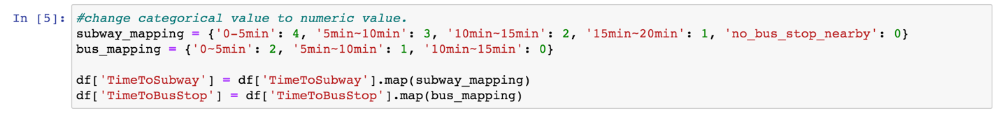 In [5]: #change categorical value to numeric value.
subway_mapping = {'0-5min': 4, '5min~10min': 3, '10min~15min': 2, '15min~20min': 1, 'no_bus_stop_nearby': 0}
bus_mapping = {'0~5min': 2, '5min~10min': 1, '10min~15min': 0}
df['TimeToSubway'] = df['TimeToSubway'].map(subway_mapping)
df['TimeToBusStop'] = df['TimeToBusStop'].map(bus_mapping)